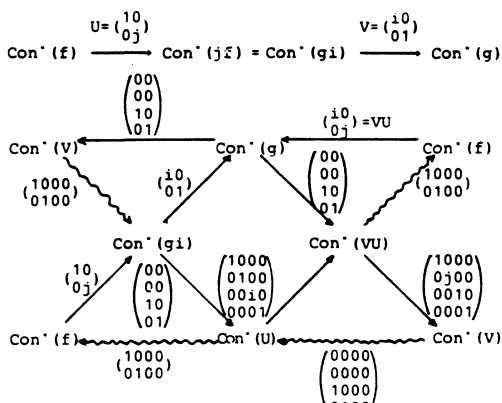 U=(10 0j) V=(i0 01)
Con˙(f) Con˙(jf) = Con˙(gi) Con˙(g)
(00 00 10 01)
Con˙(V) Con˙(g) (i0 0j)=VU Con˙(f)
(1000 0100) (i0 01) (00 00 10 01) (1000 0100)
Con˙(gi) Con˙(VU)
(10 0j) (00 00 10 01) (1000 0100 00i0 0001) (1000 0j00 0010 0001)
Con˙(f) Con˙(U) Con˙(V)
(1000 0100) (0000 0000 1000